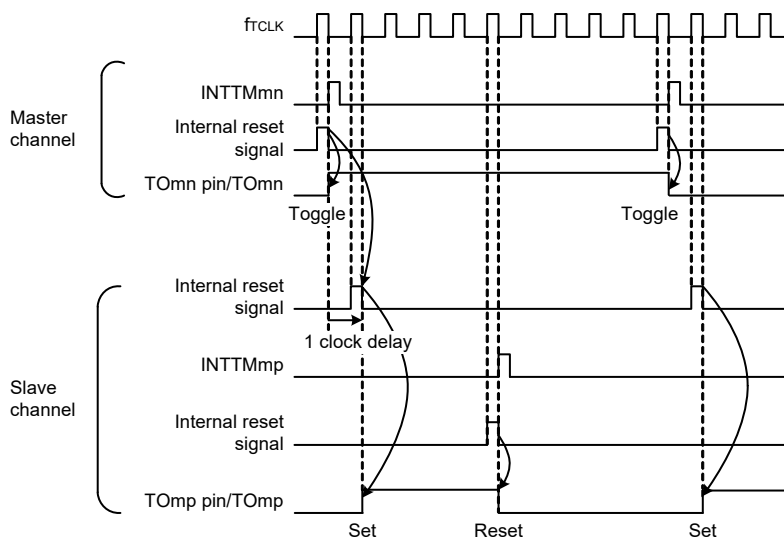 fTCLK
INTTMmn
Master
channel
Internal reset
signal
TOmn pin/TOmn
Toggle
Toggle
Internal reset
signal
1 clock delay
INTTMmp
Slave
channel
Internal reset
signal
TOmp pin/TOmp
Set
Reset
Set